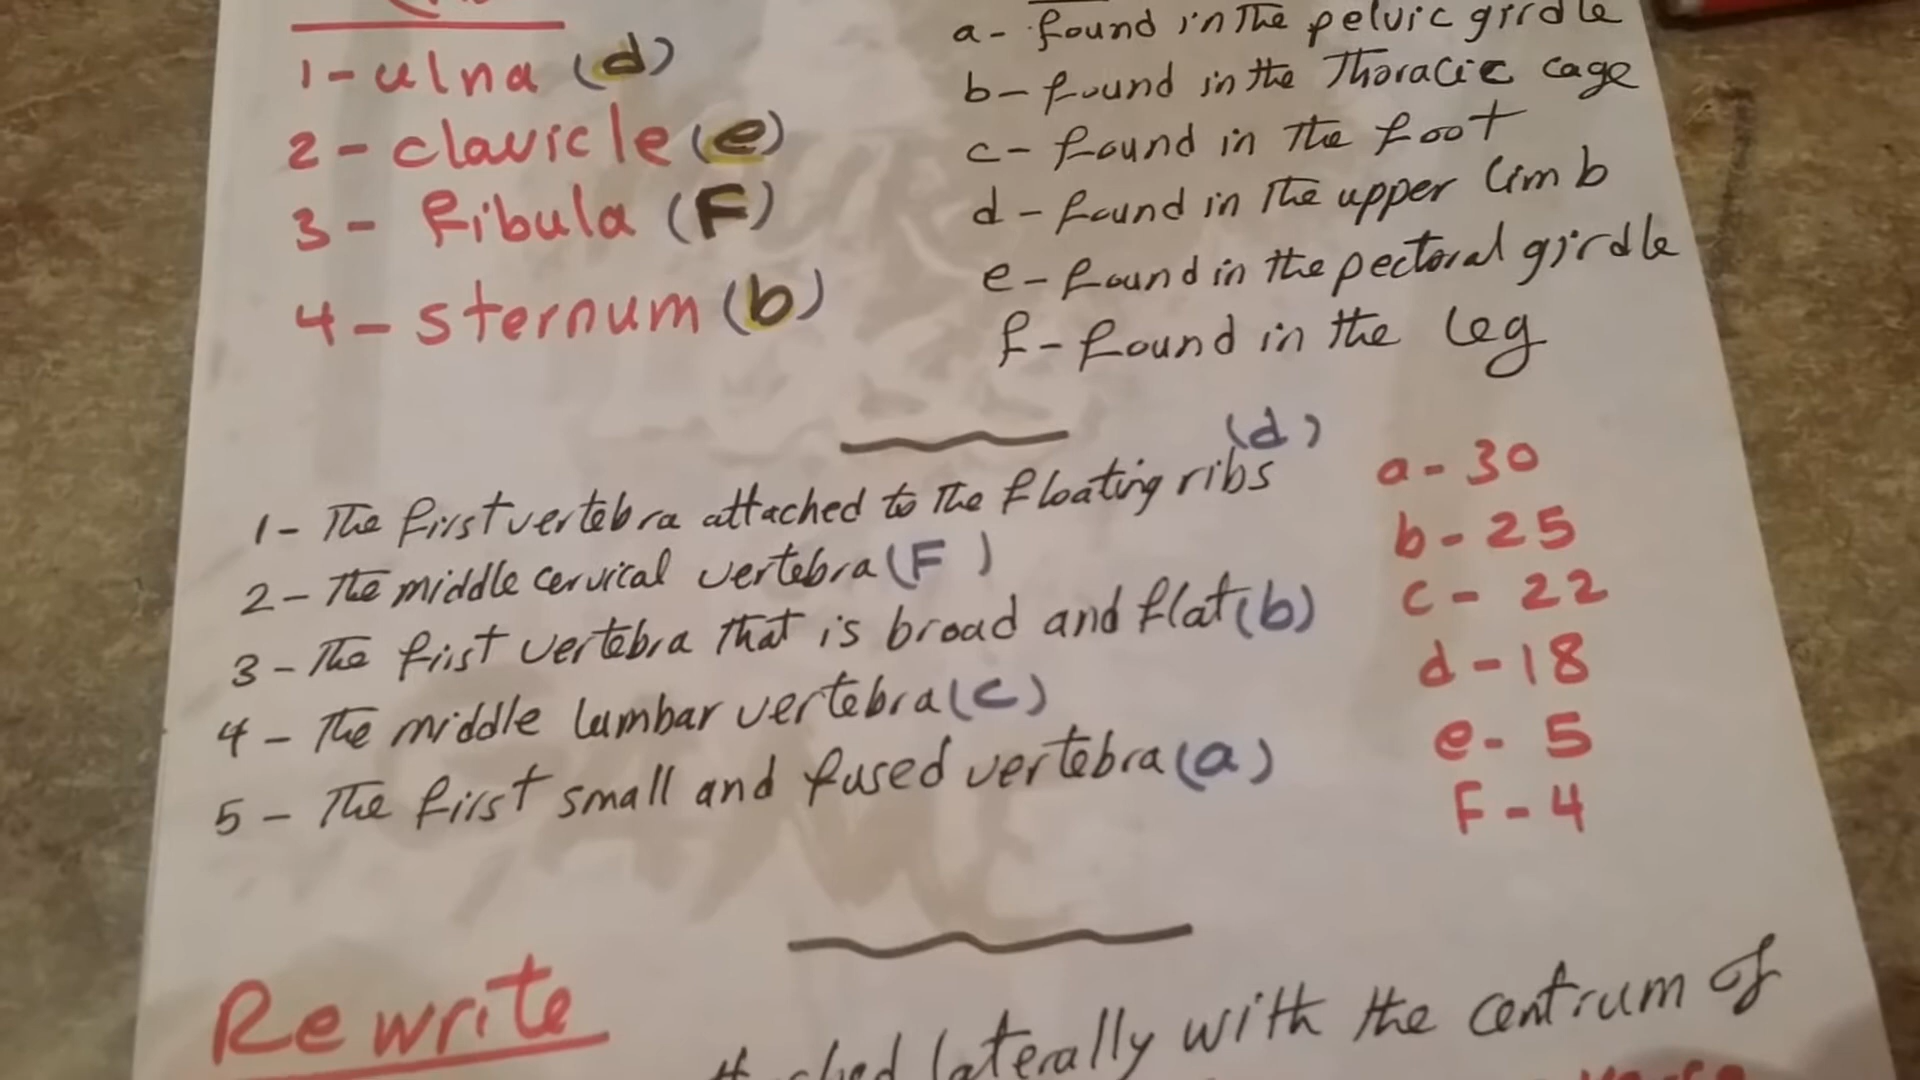 1- ulna (d)
2- clavicle (e)
3- fibula (F)
4- sternum (b)
a- found in The pelvic girdle
b- found in the Thoracic cage
c- found in The foot
d- found in The upper limb
e- found in the pectoral girdle
f- found in the leg
1- The first vertebra attached to The floating ribs (d)
2- The middle cervical vertebra (F)
3- The first vertebra that is broad and flat (b)
4- The middle lumbar vertebra (c)
5- The first small and fused vertebra (a)
a- 30
b- 25
c- 22
d- 18
e- 5
F- 4
Rewrite
laterally with the centrum of